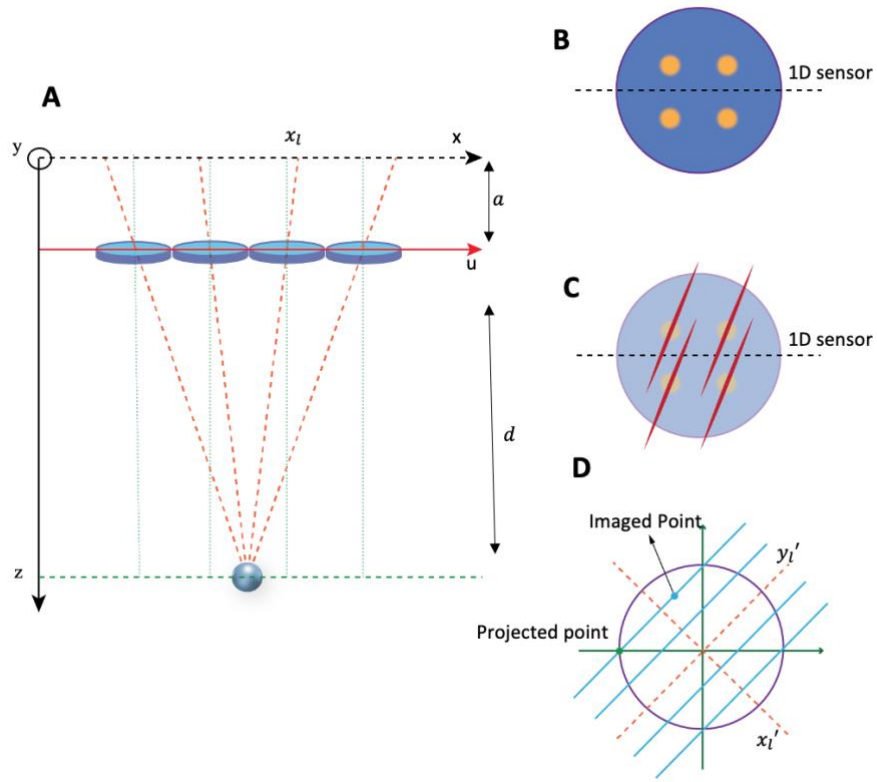 A
y
x_l
x
a
u
d
z
B
1D sensor
C
1D sensor
D
Imaged Point
y_l'
Projected point
x_l'